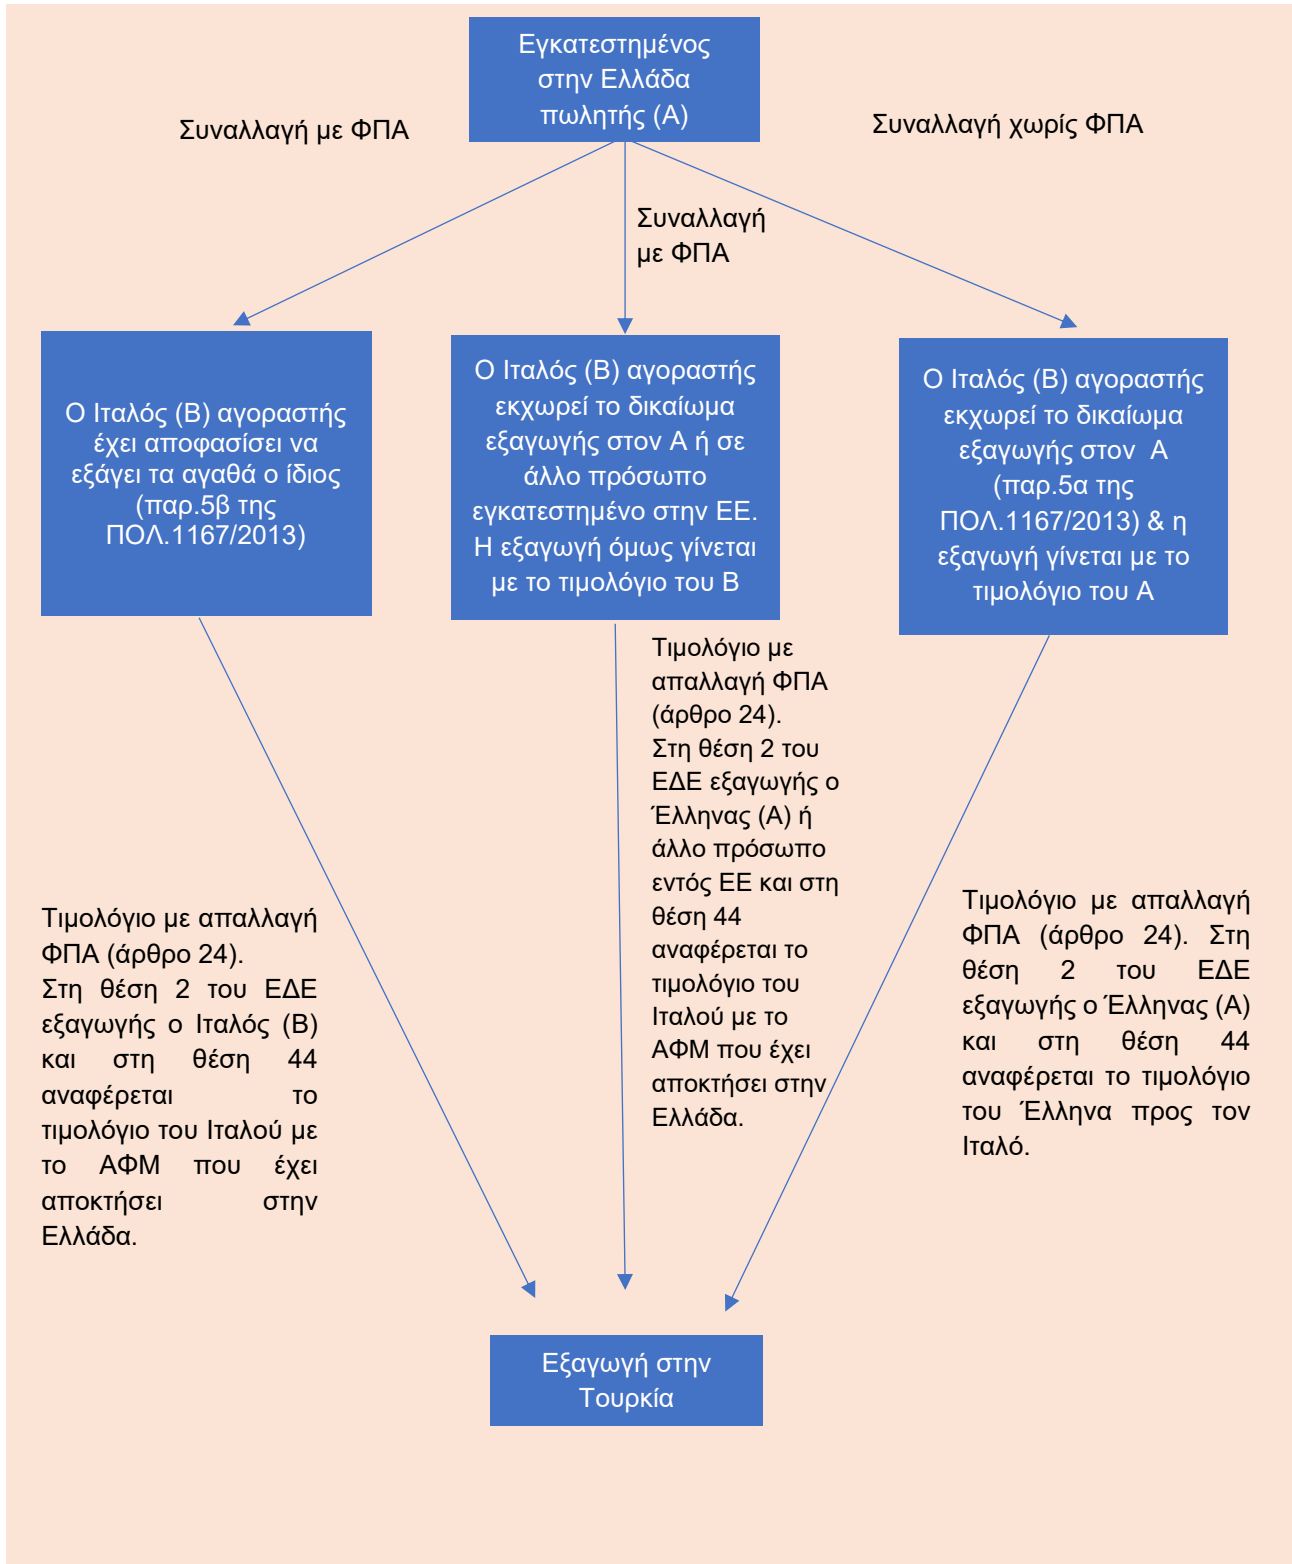 Εγκατεστημένος
στην Ελλάδα
πωλητής (Α)
Συναλλαγή με ΦΠΑ
Συναλλαγή χωρίς ΦΠΑ
Συναλλαγή
με ΦΠΑ
Ο Ιταλός (Β) αγοραστής
έχει αποφασίσει να
εξάγει τα αγαθά ο ίδιος
(παρ.5β της
ΠΟΛ.1167/2013)
Ο Ιταλός (Β) αγοραστής
εκχωρεί το δικαίωμα
εξαγωγής στον Α ή σε
άλλο πρόσωπο
εγκατεστημένο στην ΕΕ.
Η εξαγωγή όμως γίνεται
με το τιμολόγιο του Β
Ο Ιταλός (Β) αγοραστής
εκχωρεί το δικαίωμα
εξαγωγής στον Α
(παρ.5α της
ΠΟΛ.1167/2013) & η
εξαγωγή γίνεται με το
τιμολόγιο του Α
Τιμολόγιο με απαλλαγή
ΦΠΑ (άρθρο 24).
Στη θέση 2 του ΕΔΕ
εξαγωγής ο Ιταλός (Β)
και στη θέση 44
αναφέρεται το
τιμολόγιο του Ιταλού με
το ΑΦΜ που έχει
αποκτήσει στην
Ελλάδα.
Τιμολόγιο με
απαλλαγή ΦΠΑ
(άρθρο 24).
Στη θέση 2 του
ΕΔΕ εξαγωγής ο
Έλληνας (Α) ή
άλλο πρόσωπο
εντός ΕΕ και στη
θέση 44
αναφέρεται το
τιμολόγιο του
Ιταλού με το
ΑΦΜ που έχει
αποκτήσει στην
Ελλάδα.
Τιμολόγιο με απαλλαγή
ΦΠΑ (άρθρο 24). Στη
θέση 2 του ΕΔΕ
εξαγωγής ο Έλληνας (Α)
και στη θέση 44
αναφέρεται το τιμολόγιο
του Έλληνα προς τον
Ιταλό.
Εξαγωγή στην
Τουρκία